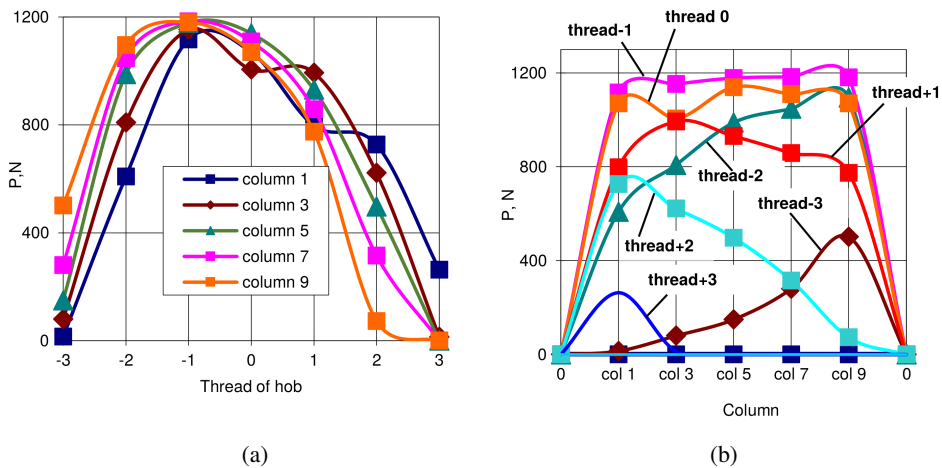 1200
800
400
0
P,N
-3
-2
-1
0
1
2
3
Thread of hob
column 1
column 3
column 5
column 7
column 9
(a)
thread-1
thread 0
thread+1
thread-2
thread-3
thread+2
thread+3
1200
800
400
0
P, N
0
col 1
col 3
col 5
col 7
col 9
0
Column
(b)